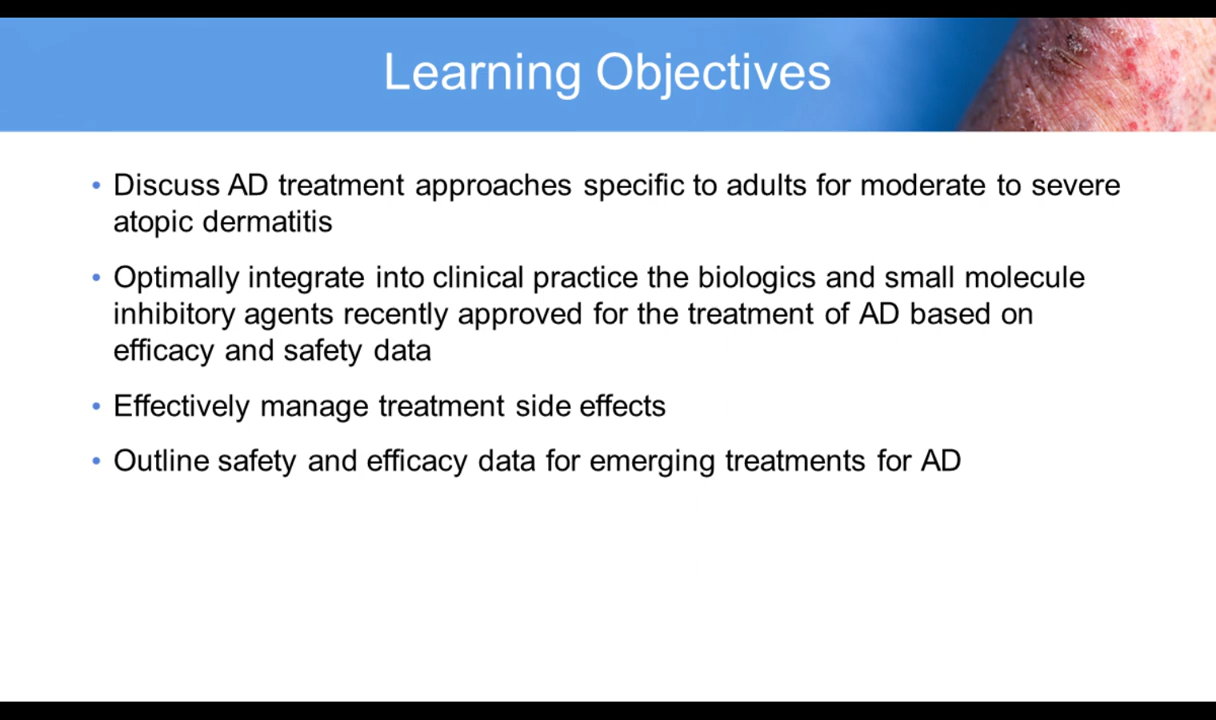 Learning Objectives
• Discuss AD treatment approaches specific to adults for moderate to severe
atopic dermatitis
• Optimally integrate into clinical practice the biologics and small molecule
inhibitory agents recently approved for the treatment of AD based on
efficacy and safety data
• Effectively manage treatment side effects
• Outline safety and efficacy data for emerging treatments for AD